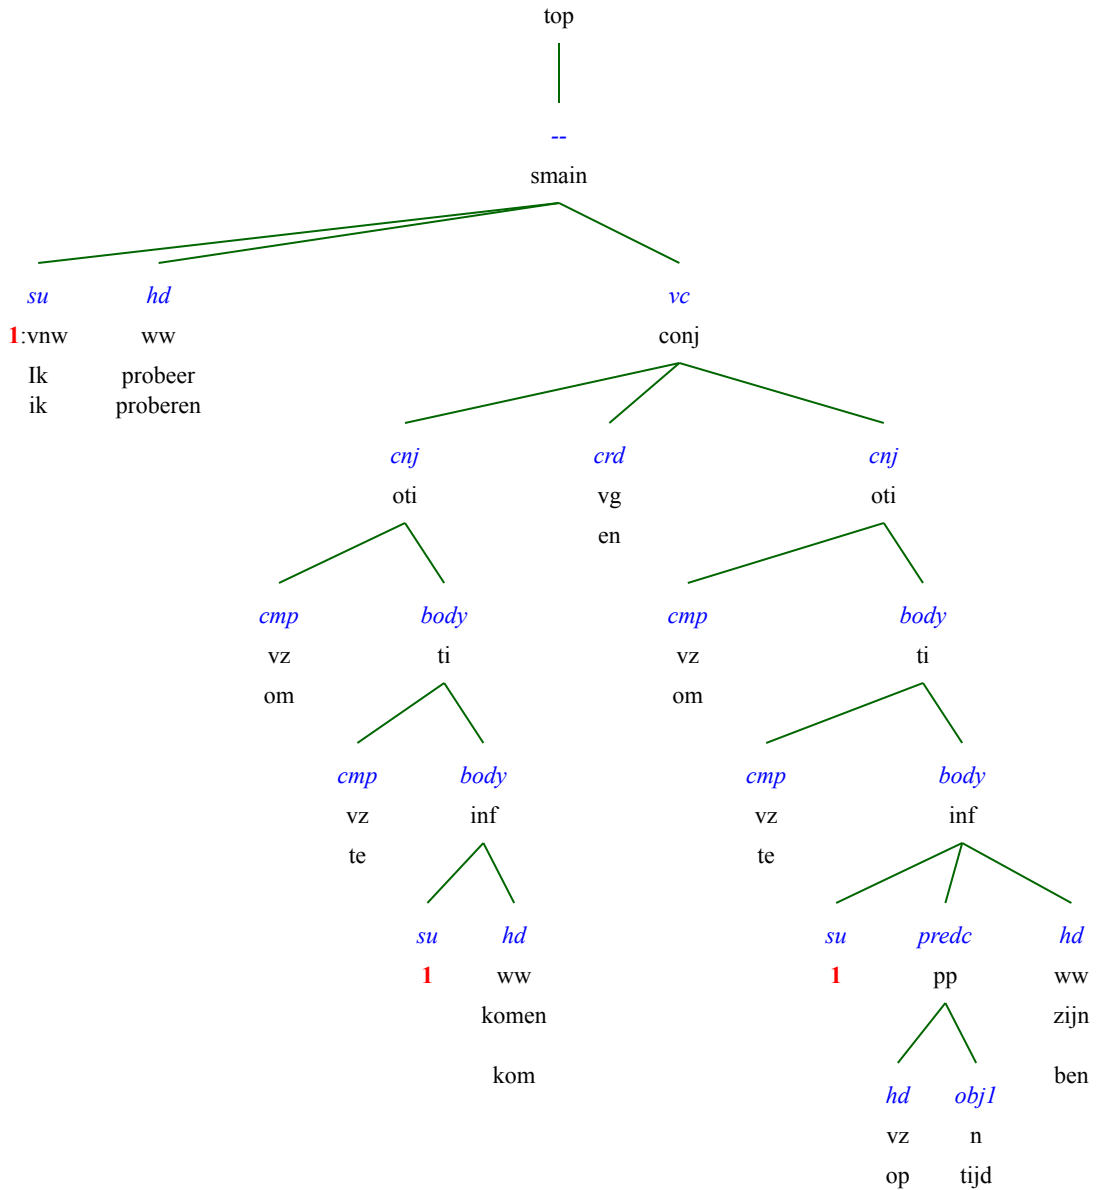 top
--
smain
su hd vc
1:vnw ww conj
Ik probeer
ik proberen
cnj crd cnj
oti vg oti
en
cmp body cmp body
vz ti vz ti
om om
cmp body cmp body
vz inf vz inf
te te
su hd su predc hd
1 ww 1 pp ww
komen zijn
kom ben
hd obj1
vz n
op tijd